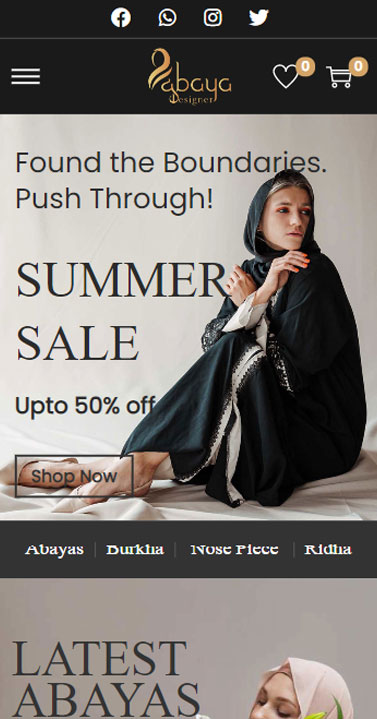 0
0
abaya
designer
Found the Boundaries.
Push Through!
SUMMER
SALE
Upto 50% off
Shop Now
Abayas | Burkha | Nose Piece | Ridha
LATEST
ABAYAS